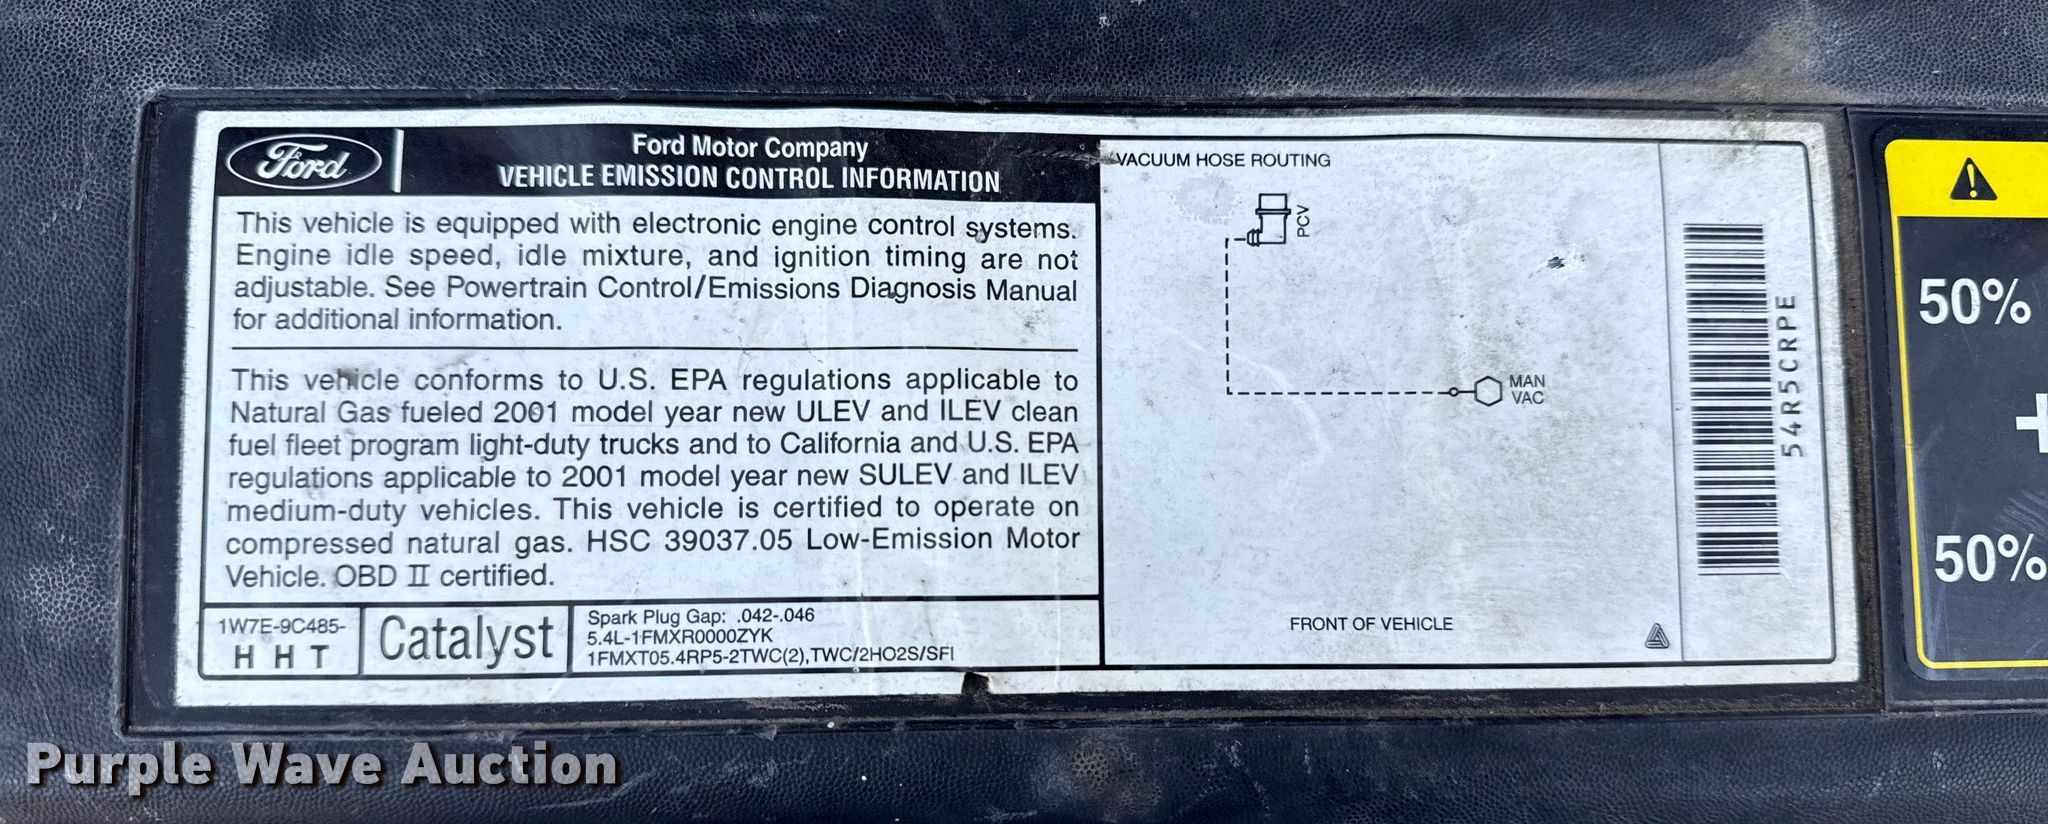 Ford
Ford Motor Company
VEHICLE EMISSION CONTROL INFORMATION
This vehicle is equipped with electronic engine control systems.
Engine idle speed, idle mixture, and ignition timing are not
adjustable. See Powertrain Control/Emissions Diagnosis Manual
for additional information.
This vehicle conforms to U.S. EPA regulations applicable to
Natural Gas fueled 2001 model year new ULEV and ILEV clean
fuel fleet program light-duty trucks and to California and U.S. EPA
regulations applicable to 2001 model year new SULEV and ILEV
medium-duty vehicles. This vehicle is certified to operate on
compressed natural gas. HSC 39037.05 Low-Emission Motor
Vehicle. OBD II certified.
1W7E-9C485-
H H T
Catalyst
Spark Plug Gap: .042-.046
5.4L-1FMXR0000ZYK
1FMXT05.4RP5-2TWC(2),TWC/2HO2S/SFI
VACUUM HOSE ROUTING
PCV
MAN
VAC
FRONT OF VEHICLE
54R5CRPE
50%
+
50%
Purple Wave Auction